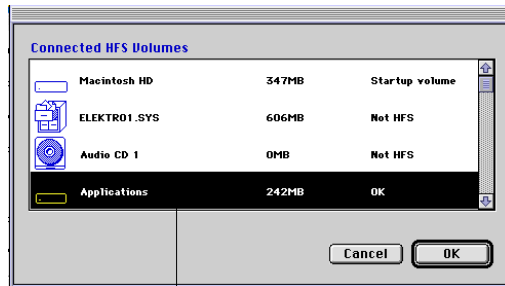 Connected HFS Volumes
Macintosh HD 347MB Startup volume
ELEKTRO1.SYS 606MB Not HFS
Audio CD 1 0MB Not HFS
Applications 242MB OK
Cancel OK